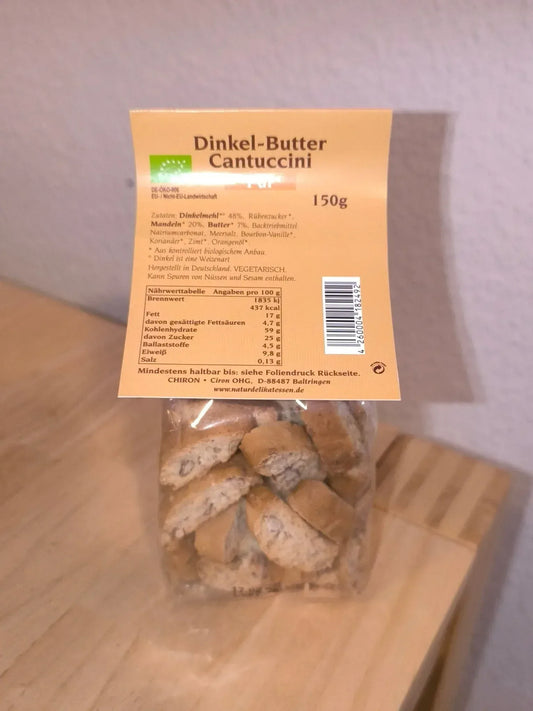 Dinkel-Butter
Cantuccini
Pur
DE-ÖKO-006
EU- / Nicht-EU-Landwirtschaft
150g
Zutaten: Dinkelmehl*° 48%, Rübenzucker*,
Mandeln* 20%, Butter* 7%, Backtriebmittel
Natriumcarbonat, Meersalz, Bourbon-Vanille*,
Koriander*, Zimt*, Orangenöl*.
* Aus kontrolliert biologischem Anbau.
° Dinkel ist eine Weizenart
Hergestellt in Deutschland. VEGETARISCH.
Kann Spuren von Nüssen und Sesam enthalten.
Nährwerttabelle Angaben pro 100 g
Brennwert 1835 kj
437 kcal
Fett 17 g
davon gesättigte Fettsäuren 4,7 g
Kohlenhydrate 59 g
davon Zucker 25 g
Ballaststoffe 4,5 g
Eiweiß 9,8 g
Salz 0,13 g
4 260004 182492
Mindestens haltbar bis: siehe Foliendruck Rückseite.
CHIRON • Ciron OHG, D-88487 Baltringen
www.naturdelikatessen.de